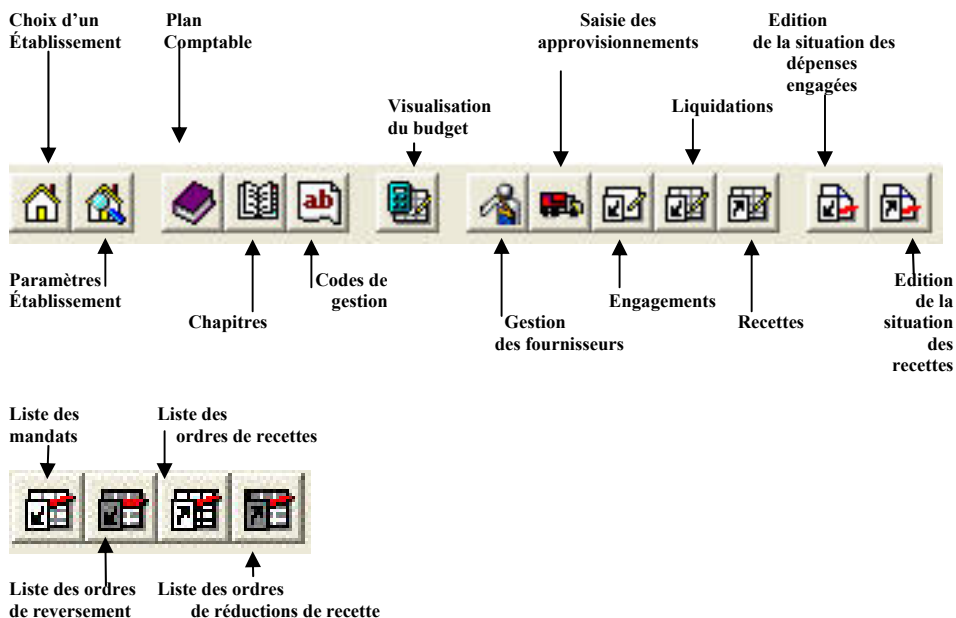 Choix d'un
Établissement
Plan
Comptable
Visualisation
du budget
Saisie des
approvisionnements
Liquidations
Edition
de la situation des
dépenses
engagées
ab
Paramètres
Établissement
Chapitres
Codes de
gestion
Gestion
des fournisseurs
Engagements
Recettes
Edition
de la
situation
des
recettes
Liste des
mandats
Liste des
ordres de recettes
Liste des ordres
de reversement
Liste des ordres
de réductions de recette